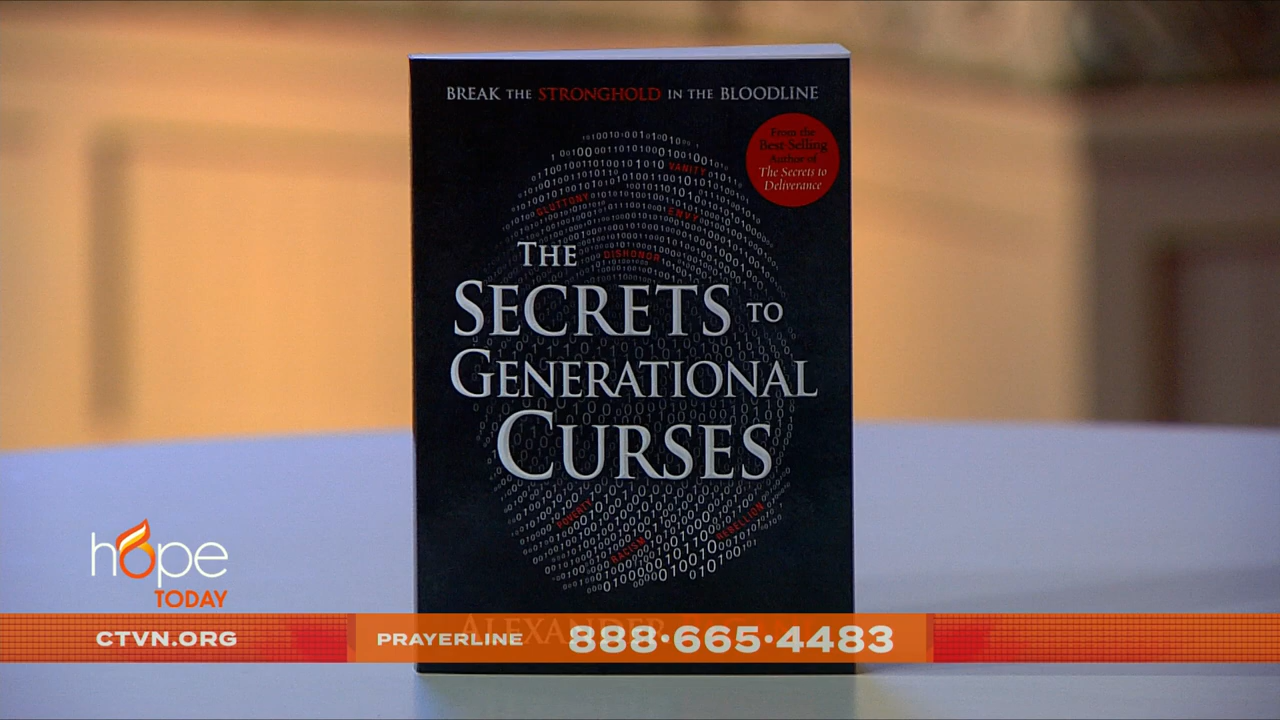 BREAK THE STRONGHOLD IN THE BLOODLINE
From the
Best-Selling
Author of
The Secrets to
Deliverance
VANITY
GLUTTONY
ENVY
DISHONOR
THE
SECRETS TO
GENERATIONAL
CURSES
POVERTY
RACISM
REBELLION
hope
TODAY
ALEXANDER
CTVN.ORG
PRAYERLINE 888·665·4483